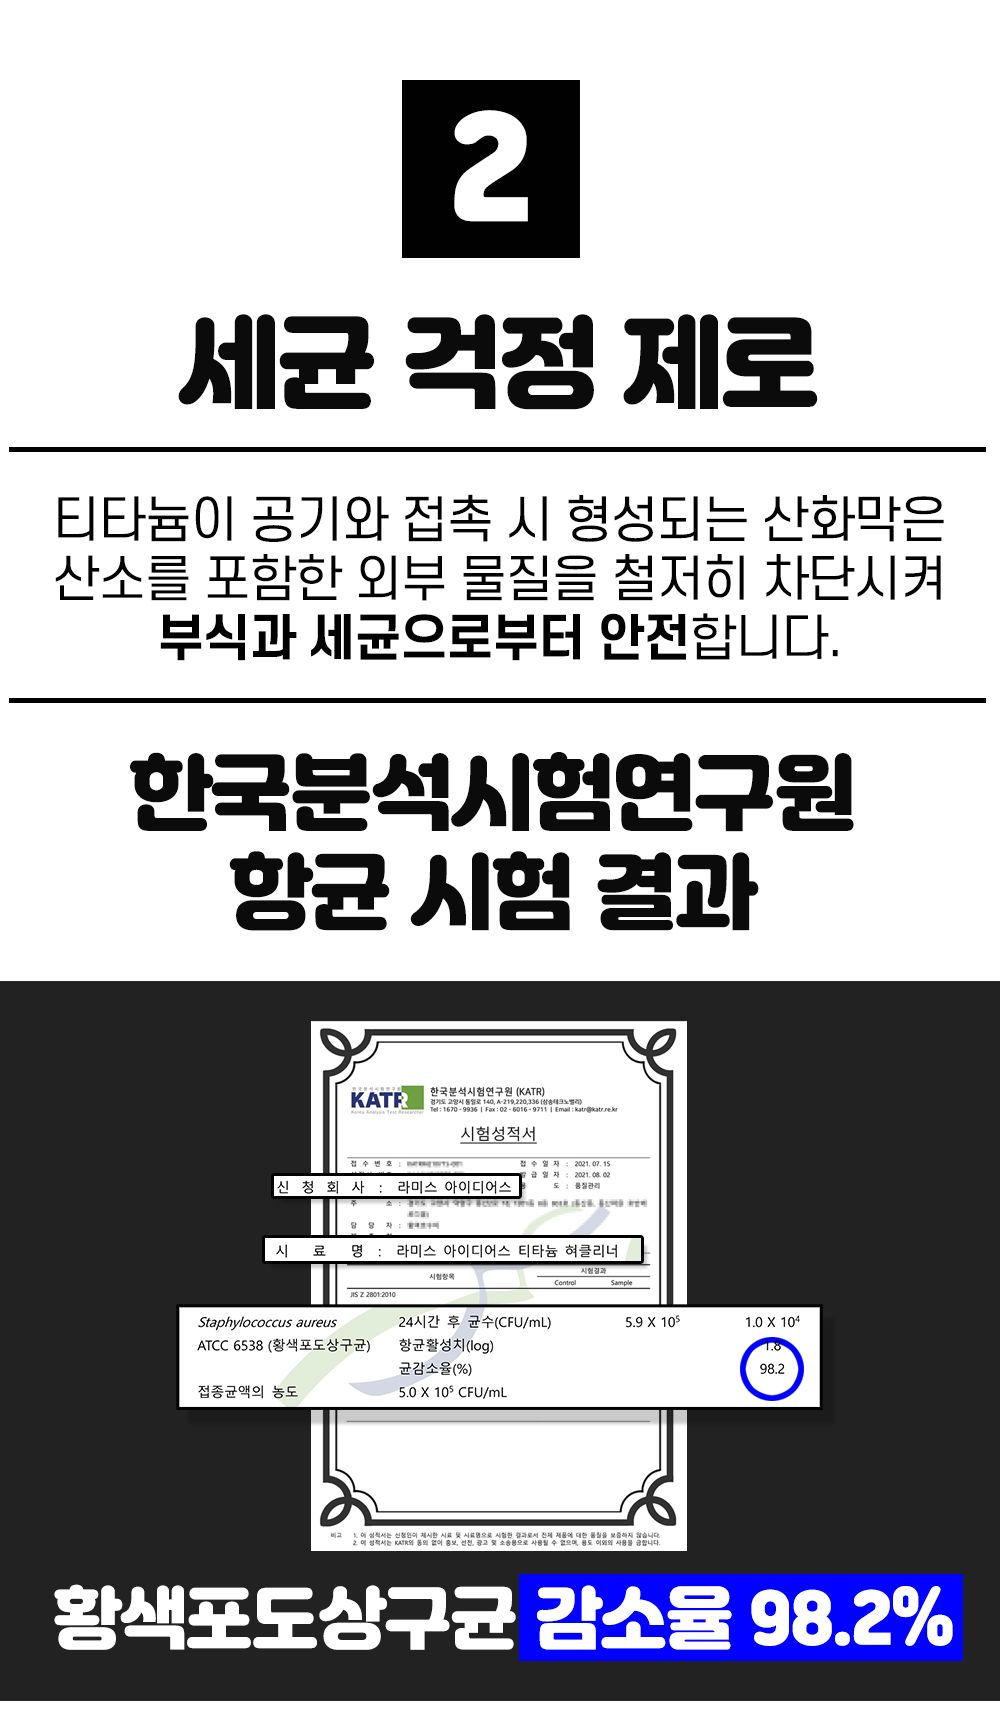 2
세균 걱정 제로
티타늄이 공기와 접촉 시 형성되는 산화막은
산소를 포함한 외부 물질을 철저히 차단시켜
부식과 세균으로부터 안전합니다.
한국분석시험연구원
항균 시험 결과
한국분석시험연구원
KATR
Korea Analysis Test Researcher
한국분석시험연구원 (KATR)
경기도 고양시 통일로 140, A-219,220,336 (삼송테크노밸리)
Tel : 1670 - 9936 | Fax : 02 - 6016 - 9711 | Email : katr@katr.re.kr
시험성적서
접 수 번 호 : 접 수 일 자 : 2021. 07. 15
발 급 일 자 : 2021. 08. 02
신 청 회 사 : 라미스 아이디어스
도 : 품질관리
주 소 :
담 당 자 :
시 료 명 : 라미스 아이디어스 티타늄 혀클리너
시험항목 시험결과
Control Sample
JIS Z 2801:2010
Staphylococcus aureus 24시간 후 균수(CFU/mL) 5.9 X 10⁵ 1.0 X 10⁴
ATCC 6538 (황색포도상구균) 항균활성치(log) 1.8
균감소율(%) 98.2
접종균액의 농도 5.0 X 10⁵ CFU/mL
비고 1. 이 성적서는 신청인이 제시한 시료 및 시료명으로 시험한 결과로서 전체 제품에 대한 품질을 보증하지 않습니다.
2. 이 성적서는 KATR의 동의 없이 홍보, 선전, 광고 및 소송용으로 사용될 수 없으며, 용도 이외의 사용을 금합니다.
황색포도상구균 감소율 98.2%